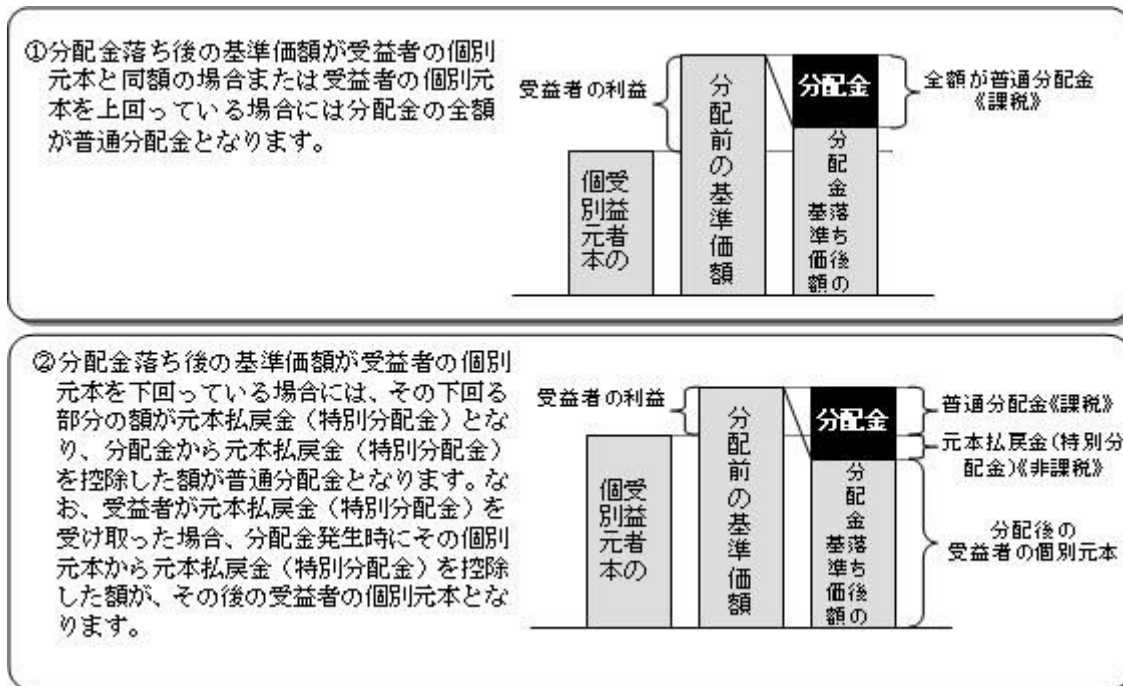 ①分配金落ち後の基準価額が受益者の個別
元本と同額の場合または受益者の個別元
本を上回っている場合には分配金の全額
が普通分配金となります。
受益者の利益
受益者の
個別元本
分配前の基準価額
分配金
分配金落ち後の
基準価額
全額が普通分配金
《課税》
②分配金落ち後の基準価額が受益者の個別
元本を下回っている場合には、その下回る
部分の額が元本払戻金（特別分配金）とな
り、分配金から元本払戻金（特別分配金）
を控除した額が普通分配金となります。な
お、受益者が元本払戻金（特別分配金）を
受け取った場合、分配金発生時にその個別
元本から元本払戻金（特別分配金）を控除
した額が、その後の受益者の個別元本とな
ります。
受益者の利益
受益者の
個別元本
分配前の基準価額
分配金
分配金落ち後の
基準価額
普通分配金《課税》
元本払戻金(特別分
配金)《非課税》
分配後の
受益者の個別元本